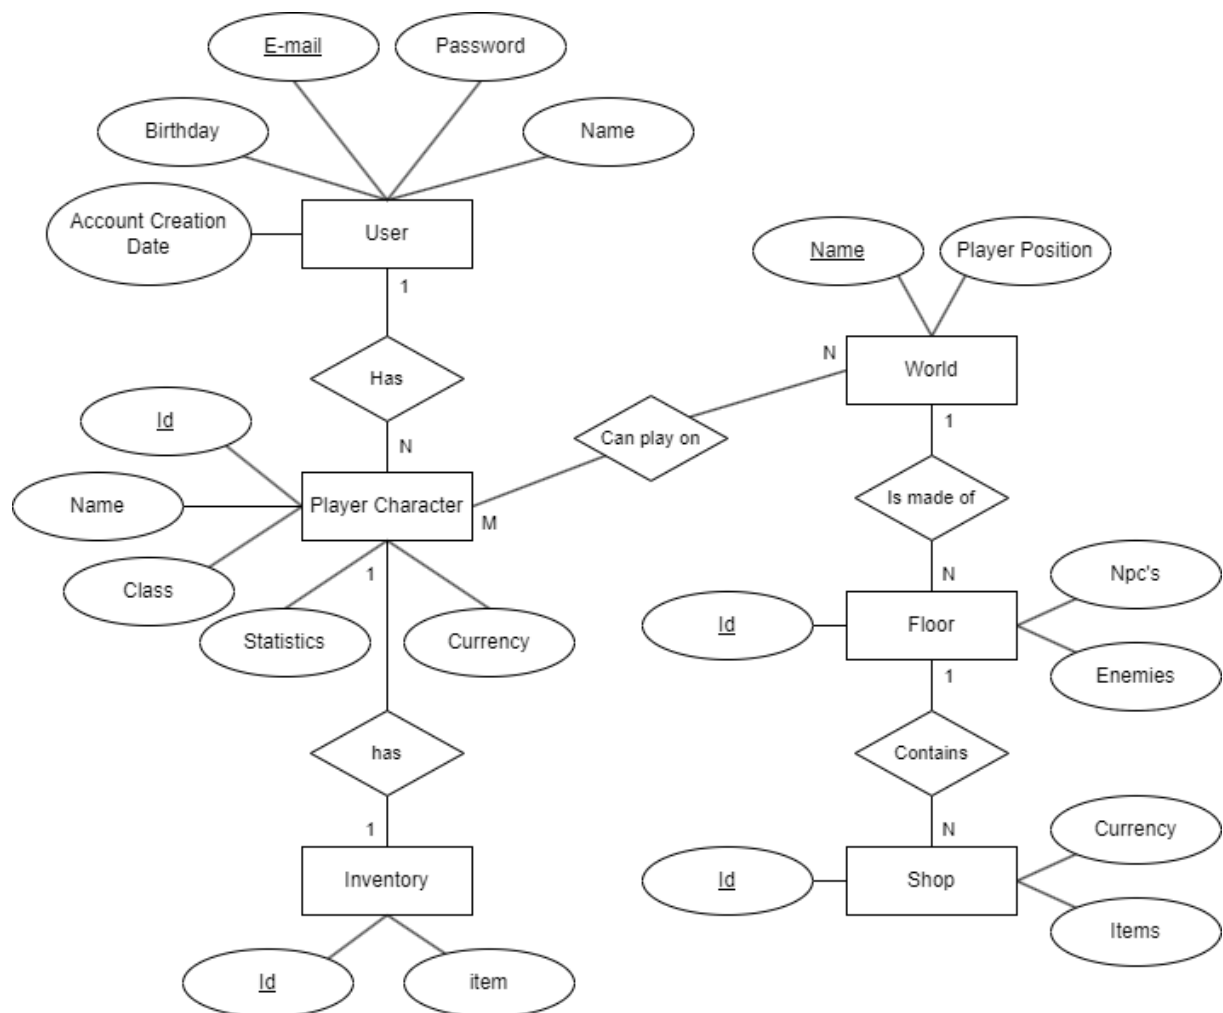 E-mail
Password
Birthday
Name
Account Creation
Date
User
1
Name
Player Position
Has
N
World
Id
Can play on
1
N
Name
Player Character
M
Is made of
Class
1
N
Npc's
Statistics
Currency
Id
Floor
Enemies
1
has
Contains
1
N
Currency
Inventory
Id
Shop
Items
Id
item